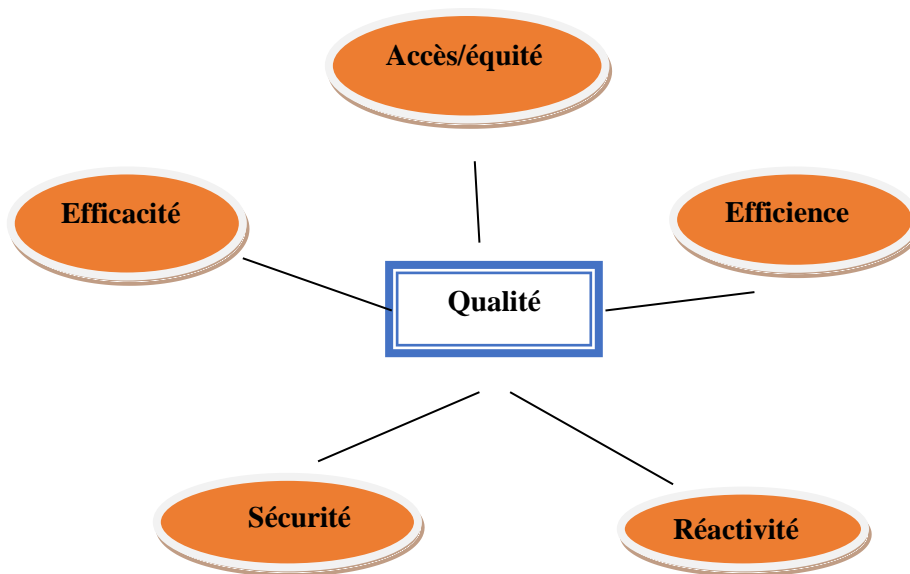 Accès/équité
Efficacité
Efficience
Qualité
Sécurité
Réactivité